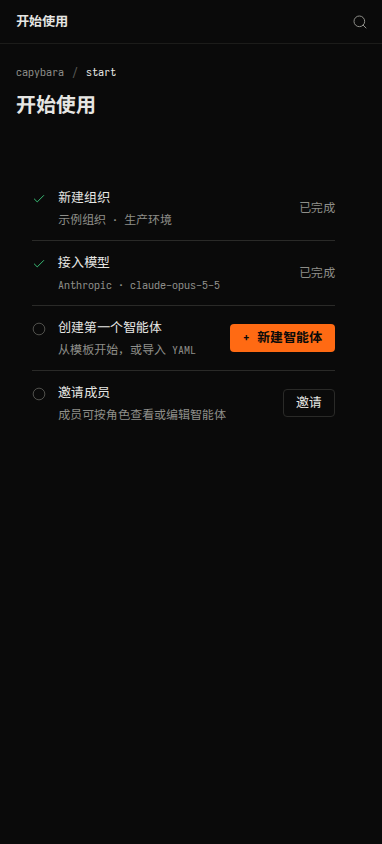 开始使用
capybara / start
开始使用
新建组织
示例组织 · 生产环境
已完成
接入模型
Anthropic · claude-opus-5-5
已完成
创建第一个智能体
从模板开始，或导入 YAML
+ 新建智能体
邀请成员
成员可按角色查看或编辑智能体
邀请